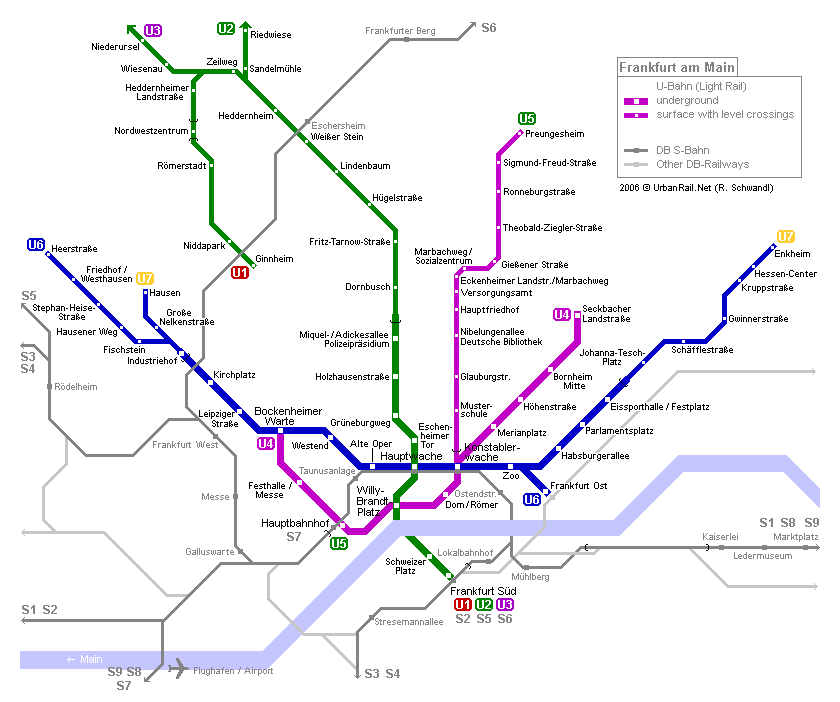 U3
U2
Riedwiese
Niederursel
Frankfurter Berg
S6
Zeilweg
Wiesenau
Sandelmühle
Frankfurt am Main
U-Bahn (Light Rail)
underground
surface with level crossings
DB S-Bahn
Other DB-Railways
2006 © UrbanRail.Net (R. Schwandl)
Heddernheimer
Landstraße
Heddernheim
Eschersheim
Weißer Stein
Nordwestzentrum
U5
Preungesheim
Römerstadt
Lindenbaum
Sigmund-Freud-Straße
Hügelstraße
Ronneburgstraße
Theobald-Ziegler-Straße
Niddapark
Ginnheim
U1
Fritz-Tarnow-Straße
Marbachweg/
Sozialzentrum
Gießener Straße
U7
Enkheim
Hessen-Center
Kruppstraße
Gwinnerstraße
Schäfflestraße
U6
Heerstraße
Friedhof /
Westhausen
U7
Hausen
S5
Stephan-Heise-
Straße
Große
Nelkenstraße
Hausener Weg
Fischstein
Industriehof
S3
S4
Rödelheim
Dornbusch
Eckenheimer Landstr./Marbachweg
Versorgungsamt
Hauptfriedhof
U4
Seckbacher
Landstraße
Miquel-/Adickesallee
Polizeipräsidium
Nibelungenallee
Deutsche Bibliothek
Johanna-Tesch-
Platz
Kirchplatz
Holzhausenstraße
Glauburgstr.
Bornheim
Mitte
Leipziger
Straße
Bockenheimer
Warte
Grüneburgweg
Muster-
schule
Höhenstraße
Eissporthalle / Festplatz
Eschen-
heimer
Tor
Merianplatz
Parlamentsplatz
Frankfurt West
U4
Westend
Alte Oper
Hauptwache
Konstabler-
wache
Habsburgerallee
Taunusanlage
Zoo
Messe
Festhalle /
Messe
Willy-
Brandt
Platz
Ostendstr.
Dom/Römer
U6
Frankfurt Ost
Hauptbahnhof
S7
U5
Galluswarte
Schweizer
Platz
Lokalbahnhof
Mühlberg
S1 S8 S9
Kaiserlei
Marktplatz
Ledermuseum
Frankfurt Süd
U1 U2 U3
S2 S5 S6
S1 S2
Stresemannallee
← Main
S9 S8
S7
Flughafen / Airport
S3 S4